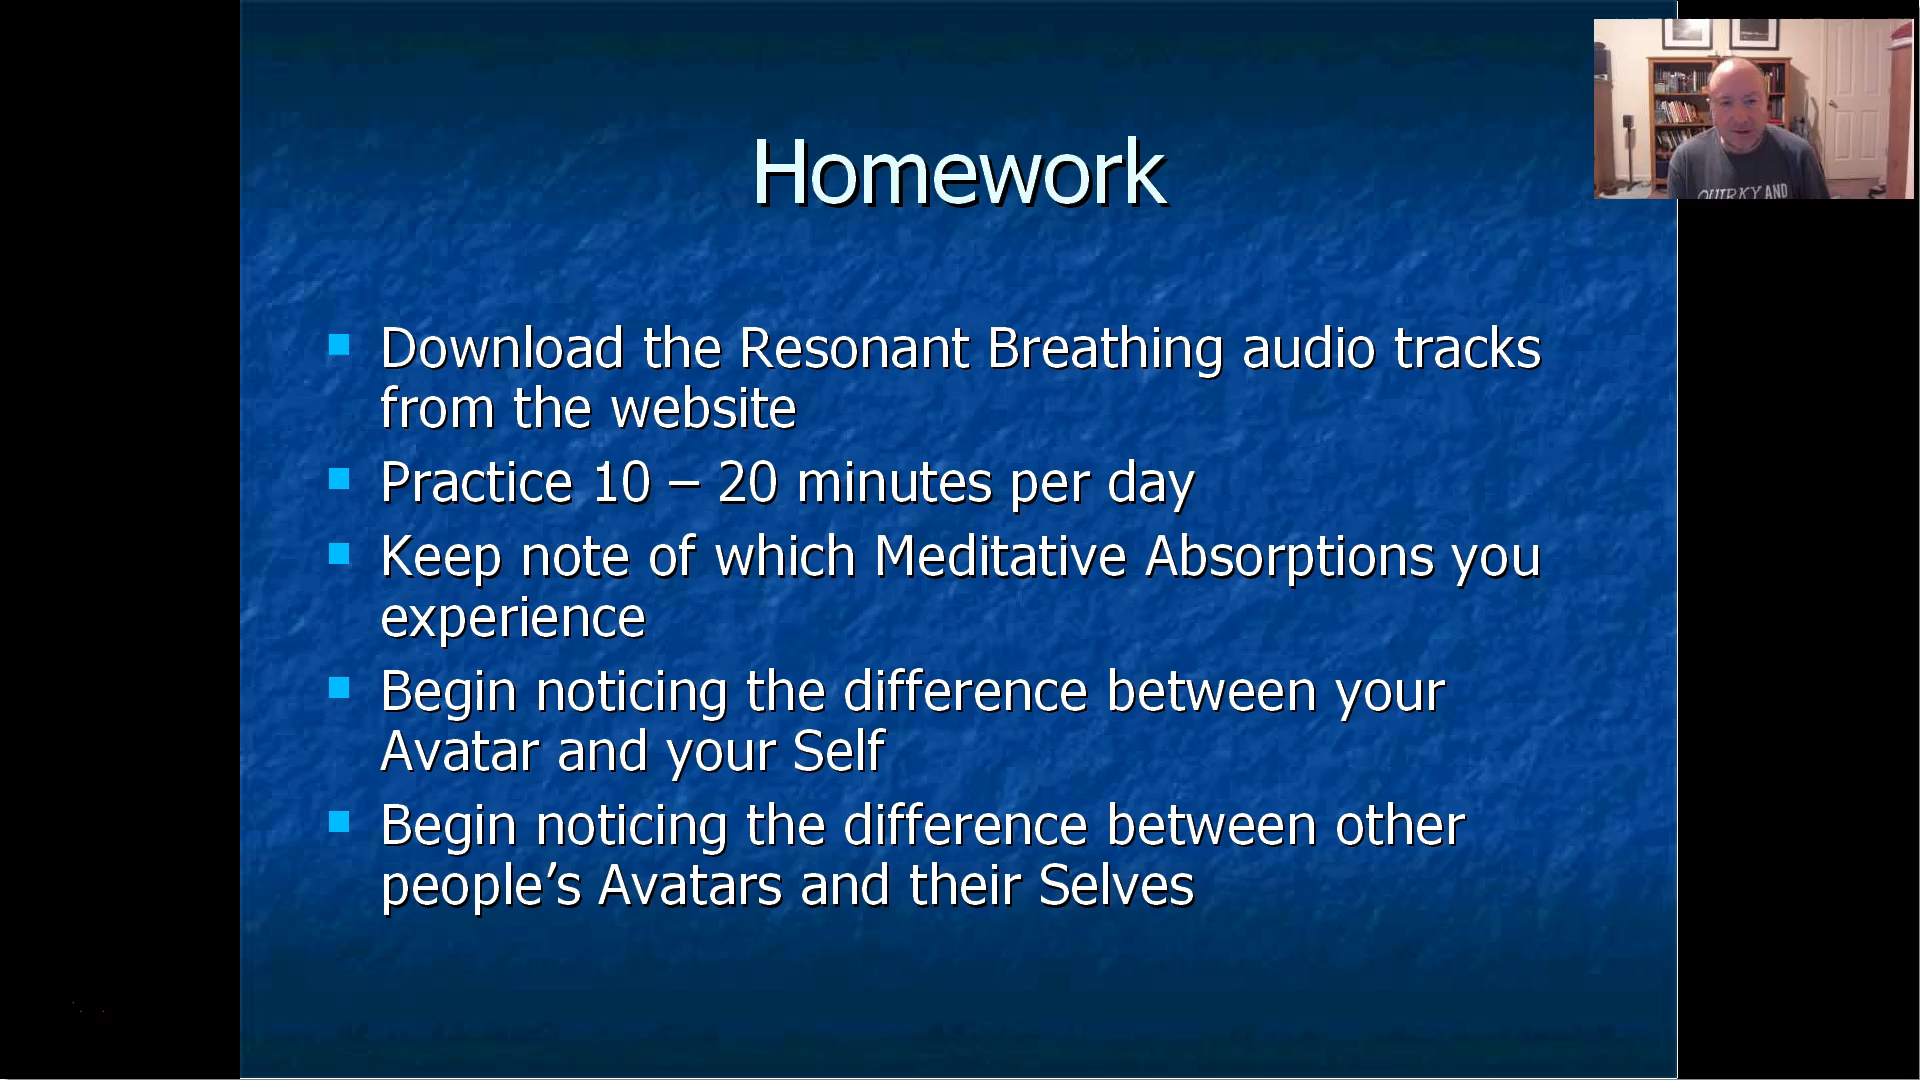 Homework
Download the Resonant Breathing audio tracks
from the website
Practice 10 – 20 minutes per day
Keep note of which Meditative Absorptions you
experience
Begin noticing the difference between your
Avatar and your Self
Begin noticing the difference between other
people’s Avatars and their Selves
QUIRKY AND